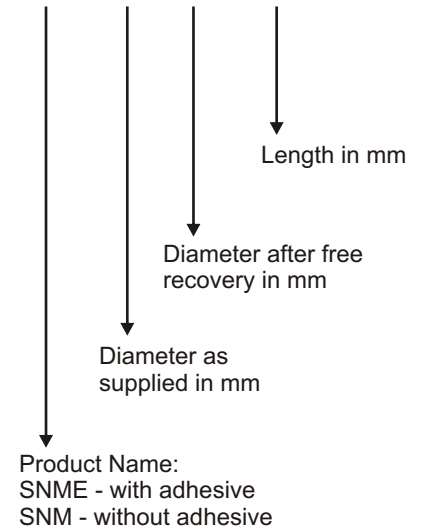 Length in mm
Diameter after free
recovery in mm
Diameter as
supplied in mm
Product Name:
SNME - with adhesive
SNM - without adhesive